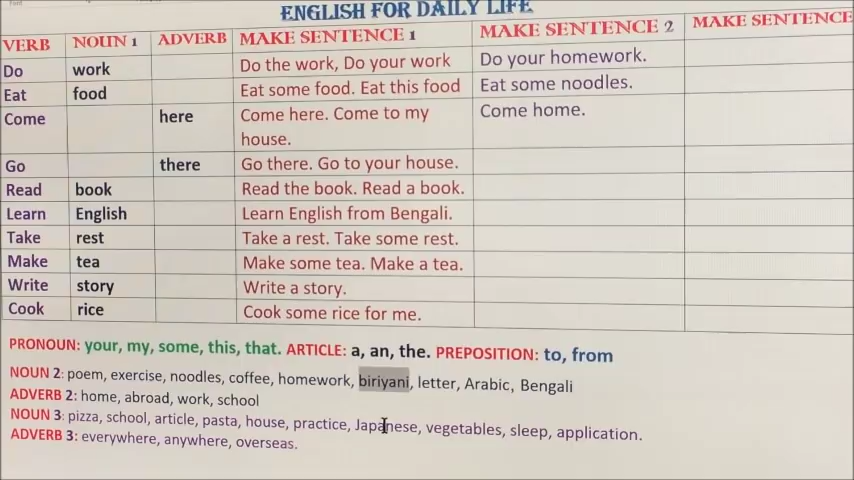 ENGLISH FOR DAILY LIFE
VERB NOUN 1 ADVERB MAKE SENTENCE 1 MAKE SENTENCE 2 MAKE SENTENCE
Do work Do the work, Do your work Do your homework.
Eat food Eat some food. Eat this food Eat some noodles.
Come here Come here. Come to my Come home.
house.
Go there Go there. Go to your house.
Read book Read the book. Read a book.
Learn English Learn English from Bengali.
Take rest Take a rest. Take some rest.
Make tea Make some tea. Make a tea.
Write story Write a story.
Cook rice Cook some rice for me.
PRONOUN: your, my, some, this, that. ARTICLE: a, an, the. PREPOSITION: to, from
NOUN 2: poem, exercise, noodles, coffee, homework, biriyani, letter, Arabic, Bengali
ADVERB 2: home, abroad, work, school
NOUN 3: pizza, school, article, pasta, house, practice, Japanese, vegetables, sleep, application.
ADVERB 3: everywhere, anywhere, overseas.